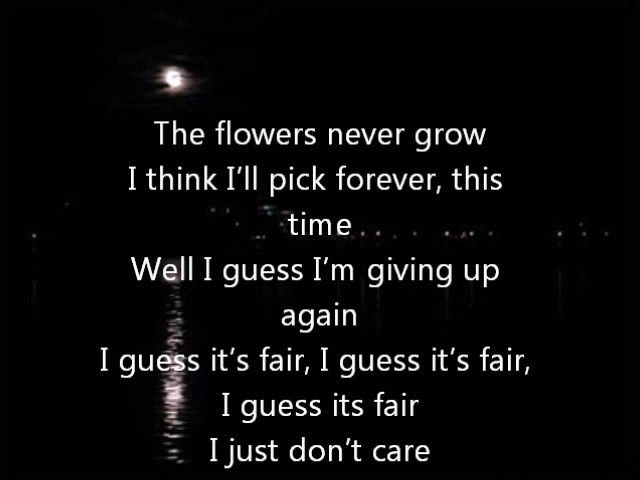 The flowers never grow
I think I'll pick forever, this
time
Well I guess I'm giving up
again
I guess it's fair, I guess it's fair,
I guess its fair
I just don't care